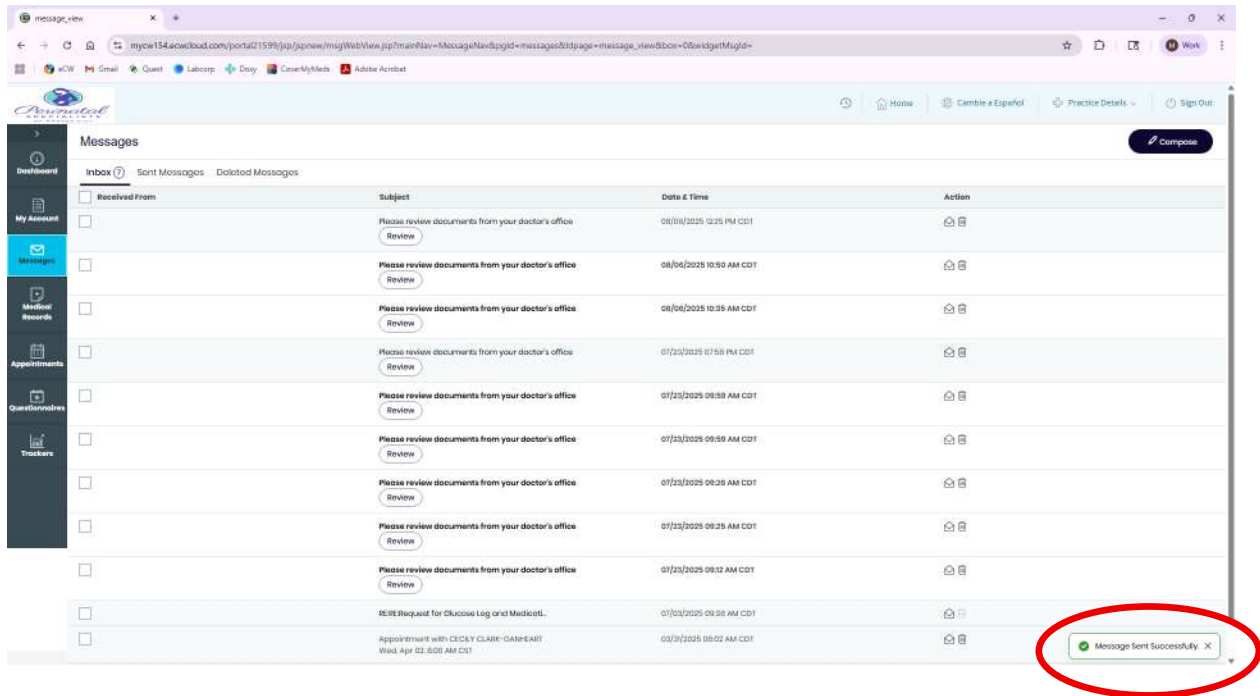 message_view
mycw154.ecwcloud.com/portal21599/jsp/jspnew/msgWebView.jsp?mainNav=MessageNav&pgId=messages&tldpage=message_view&box=0&widgetMsgId=
Work
eCW Gmail Quest Labcorp Doxy CoverMyMeds Adobe Acrobat
Perinatal
SPECIALISTS
Home Cambie a Español Practice Details Sign Out
Messages
Compose
Dashboard
My Account
Messages
Medical Records
Appointments
Questionnaires
Trackers
Inbox Sent Messages Deleted Messages
Received From Subject Date & Time Action
Please review documents from your doctor's office 12:25 PM CDT
Review
Please review documents from your doctor's office 08/06/2025 10:50 AM CDT
Review
Please review documents from your doctor's office 08/06/2025 10:35 AM CDT
Review
Please review documents from your doctor's office 07/23/2025 07:58 PM CDT
Review
Please review documents from your doctor's office 07/23/2025 09:59 AM CDT
Review
Please review documents from your doctor's office 07/23/2025 09:59 AM CDT
Review
Please review documents from your doctor's office 07/23/2025 09:26 AM CDT
Review
Please review documents from your doctor's office 07/23/2025 09:25 AM CDT
Review
Please review documents from your doctor's office 07/23/2025 09:12 AM CDT
Review
RE:RE:Request for Glucose Log and Medicati.. 07/03/2025 09:38 AM CDT
Appointment with CECILY CLARK-GANHEART 03/31/2025 08:02 AM CDT
Wed, Apr 02, 8:00 AM CST
Message Sent Successfully.